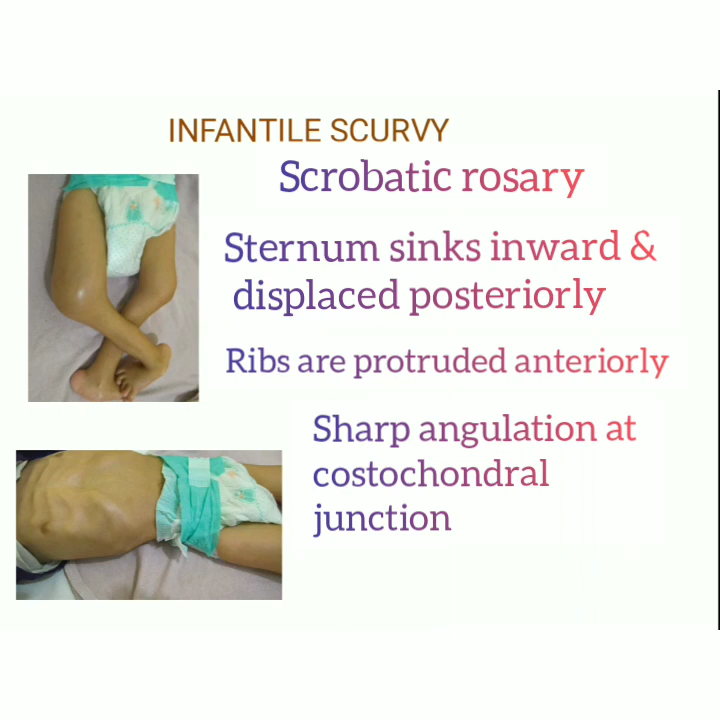 INFANTILE SCURVY
Scrobatic rosary
Sternum sinks inward &
displaced posteriorly
Ribs are protruded anteriorly
Sharp angulation at
costochondral
junction